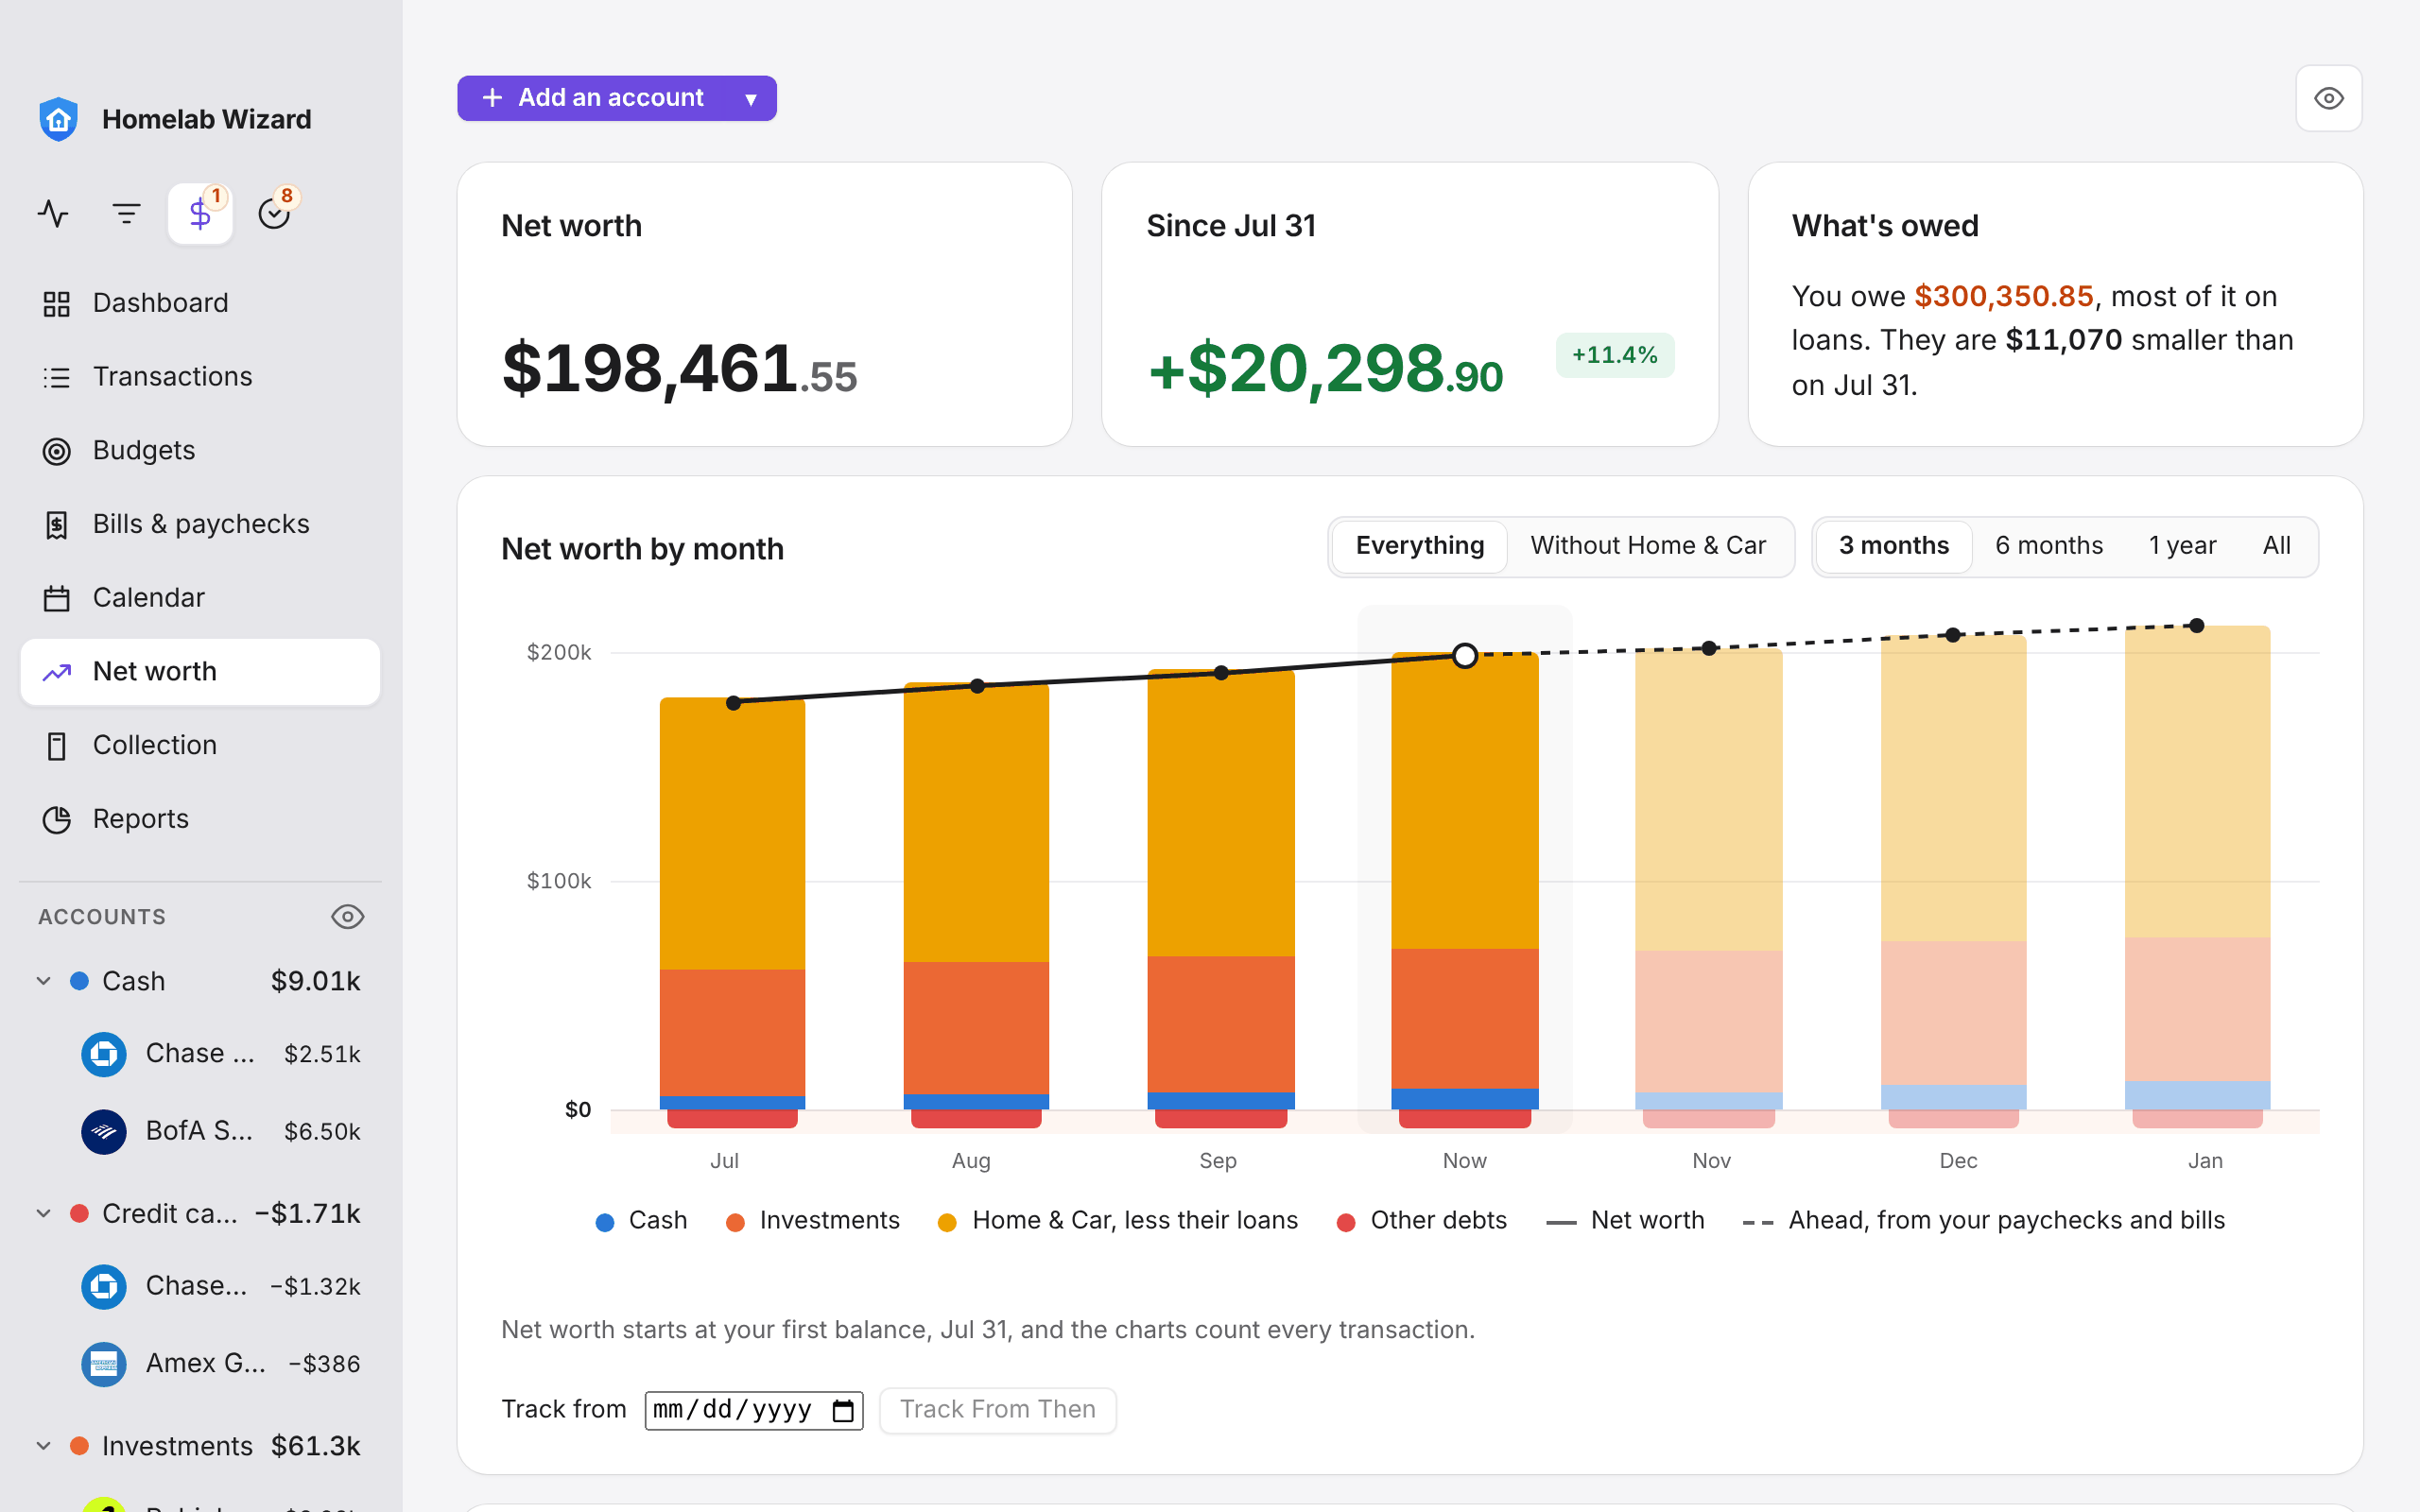 Homelab Wizard
1
8
Dashboard
Transactions
Budgets
Bills & paychecks
Calendar
Net worth
Collection
Reports
ACCOUNTS
Cash $9.01k
Chase ... $2.51k
BofA S... $6.50k
Credit ca... −$1.71k
Chase... −$1.32k
Amex G... −$386
Investments $61.3k
+ Add an account ▾
Net worth
$198,461.55
Since Jul 31
+$20,298.90
+11.4%
What's owed
You owe $300,350.85, most of it on
loans. They are $11,070 smaller than
on Jul 31.
Net worth by month
Everything Without Home & Car
3 months 6 months 1 year All
$200k
$100k
$0
Jul Aug Sep Now Nov Dec Jan
Cash Investments Home & Car, less their loans Other debts Net worth Ahead, from your paychecks and bills
Net worth starts at your first balance, Jul 31, and the charts count every transaction.
Track from mm/dd/yyyy Track From Then